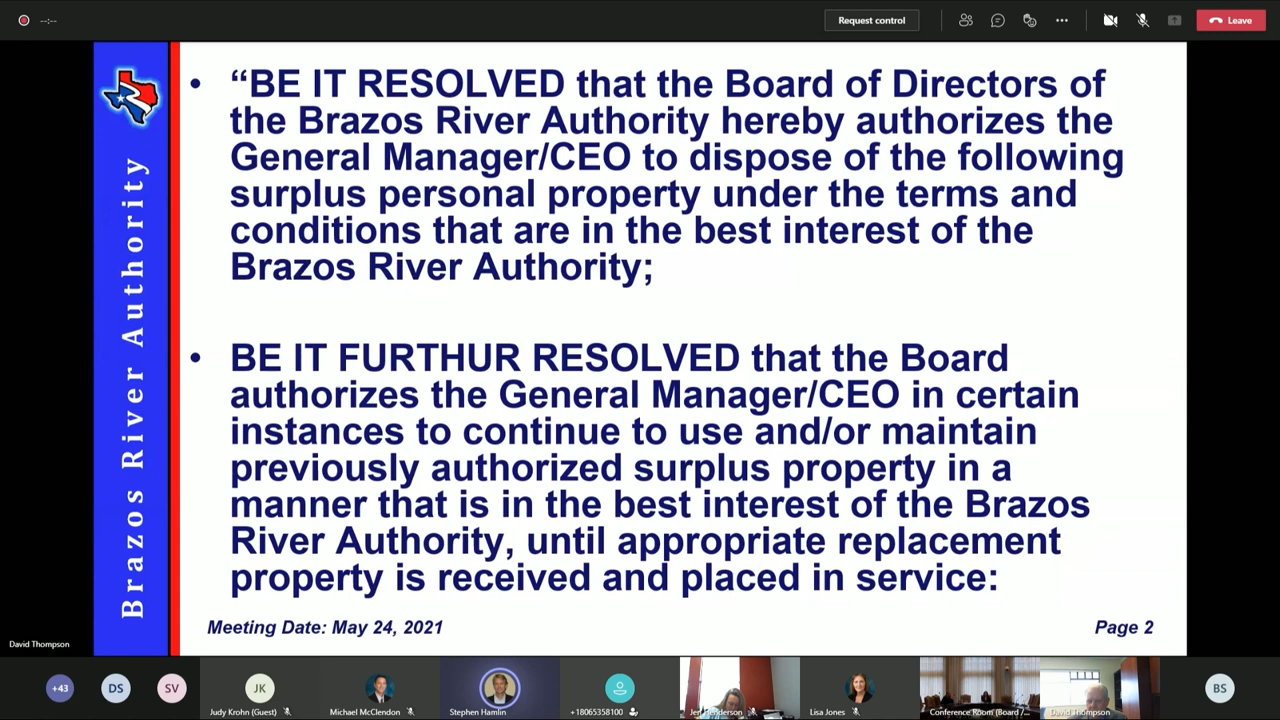 --:--
Request control
Leave
Brazos River Authority
• “BE IT RESOLVED that the Board of Directors of
the Brazos River Authority hereby authorizes the
General Manager/CEO to dispose of the following
surplus personal property under the terms and
conditions that are in the best interest of the
Brazos River Authority;
• BE IT FURTHUR RESOLVED that the Board
authorizes the General Manager/CEO in certain
instances to continue to use and/or maintain
previously authorized surplus property in a
manner that is in the best interest of the Brazos
River Authority, until appropriate replacement
property is received and placed in service:
Meeting Date: May 24, 2021
Page 2
David Thompson
+43
DS
SV
JK
Judy Krohn (Guest)
Michael McClendon
Stephen Hamlin
+18065358100
Jen Henderson
Lisa Jones
Conference Room (Board /...
David Thompson
BS